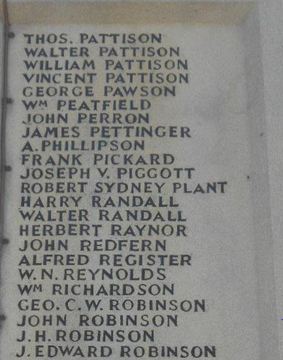 THOS. PATTISON
WALTER PATTISON
WILLIAM PATTISON
VINCENT PATTISON
GEORGE PAWSON
WM PEATFIELD
JOHN PERRON
JAMES PETTINGER
A. PHILLIPSON
FRANK PICKARD
JOSEPH V. PIGGOTT
ROBERT SYDNEY PLANT
HARRY RANDALL
WALTER RANDALL
HERBERT RAYNOR
JOHN REDFERN
ALFRED REGISTER
W. N. REYNOLDS
WM RICHARDSON
GEO. C. W. ROBINSON
JOHN ROBINSON
J. H. ROBINSON
J. EDWARD ROBINSON